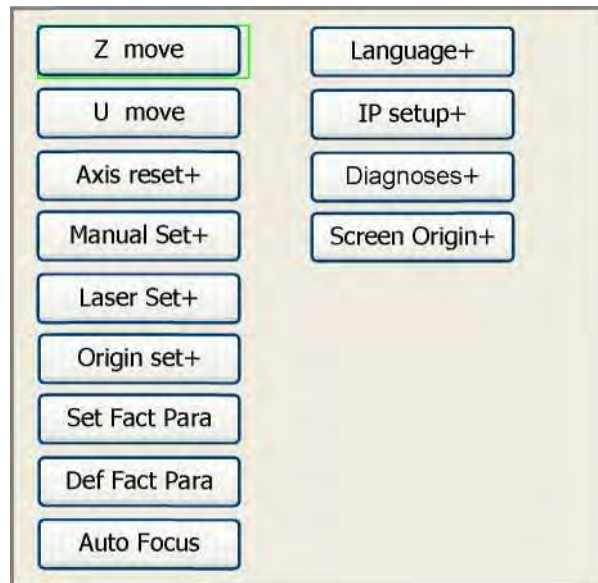 Z move
U move
Axis reset+
Manual Set+
Laser Set+
Origin set+
Set Fact Para
Def Fact Para
Auto Focus
Language+
IP setup+
Diagnoses+
Screen Origin+